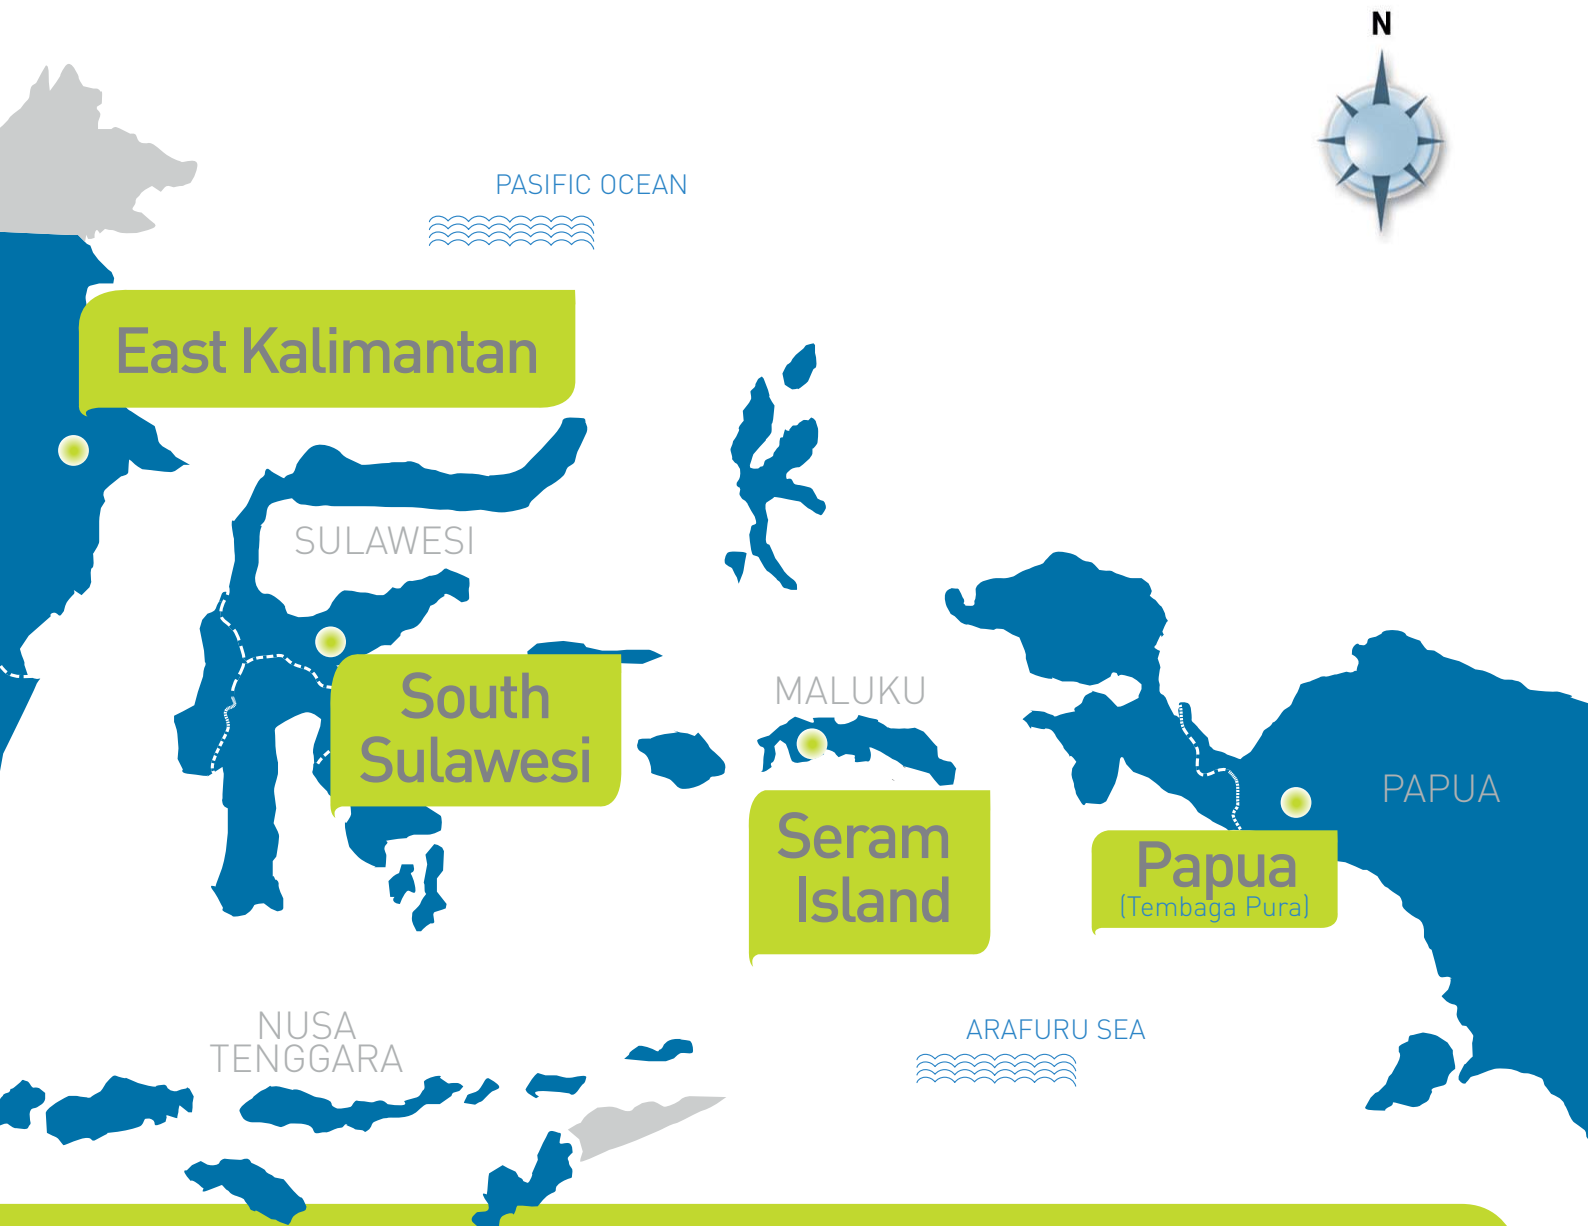 N
PASIFIC OCEAN
East Kalimantan
SULAWESI
South
Sulawesi
MALUKU
Seram
Island
PAPUA
Papua
(Tembaga Pura)
NUSA
TENGGARA
ARAFURU SEA